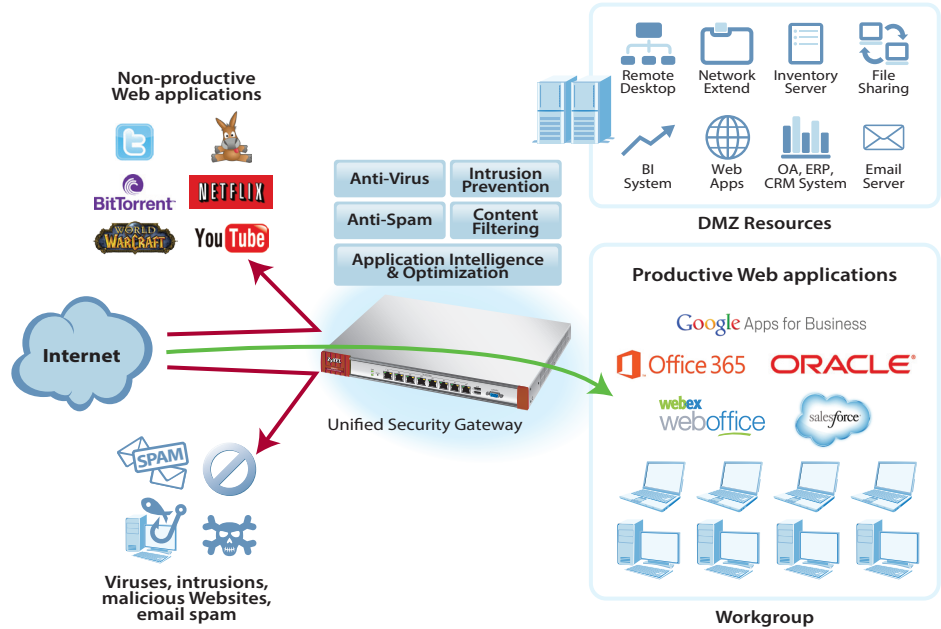 Non-productive
Web applications
BitTorrent
NETFLIX
WORLD
WARCRAFT
YouTube
Internet
SPAM
Viruses, intrusions,
malicious Websites,
email spam
Anti-Virus
Intrusion
Prevention
Anti-Spam
Content
Filtering
Application Intelligence
& Optimization
ZyXEL
Unified Security Gateway
Remote
Desktop
Network
Extend
Inventory
Server
File
Sharing
BI
System
Web
Apps
OA, ERP,
CRM System
Email
Server
DMZ Resources
Productive Web applications
Google Apps for Business
Office 365
ORACLE®
webex
weboffice
salesforce
Workgroup